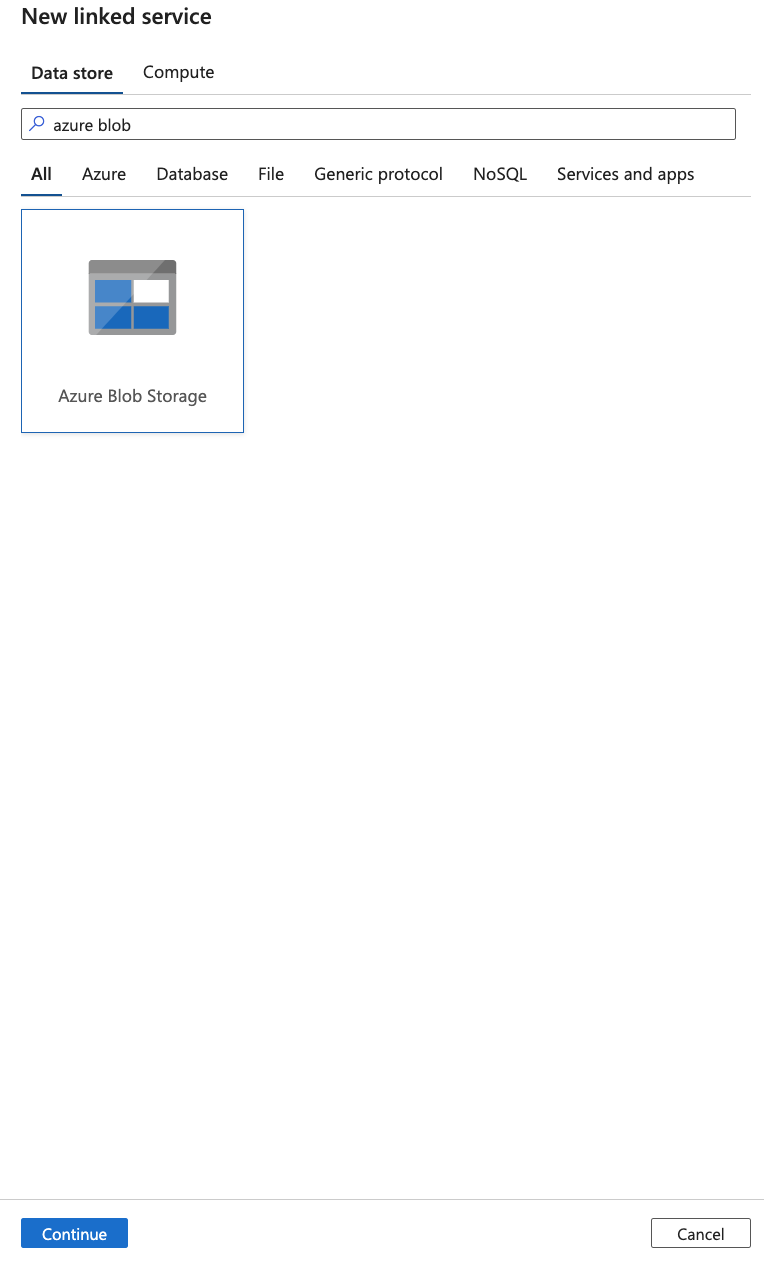 New linked service
Data store Compute
azure blob
All Azure Database File Generic protocol NoSQL Services and apps
Azure Blob Storage
Continue Cancel